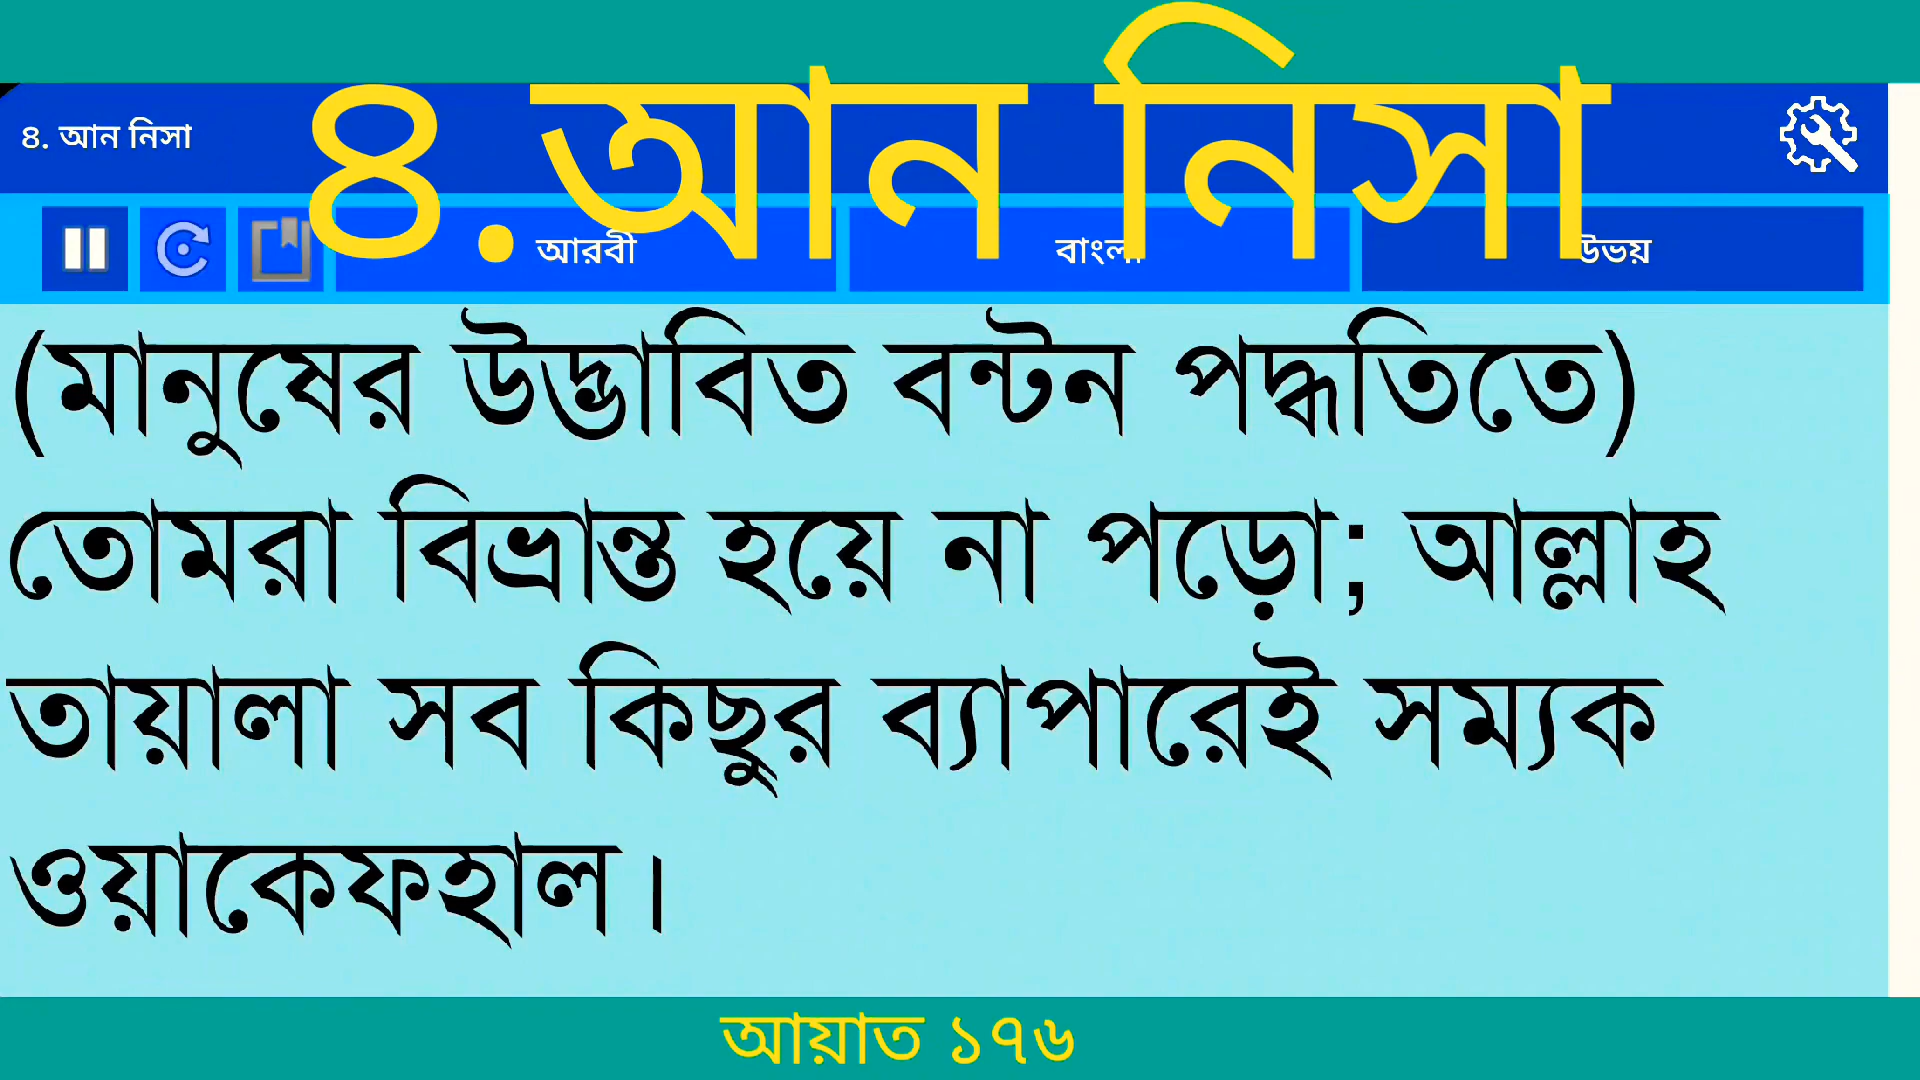 ৪. আন নিসা
৪.আন নিসা
আরবী বাংলা উভয়
(মানুষের উদ্ভাবিত বন্টন পদ্ধতিতে)
তোমরা বিভ্রান্ত হয়ে না পড়ো; আল্লাহ
তায়ালা সব কিছুর ব্যাপারেই সম্যক
ওয়াকেফহাল।
আয়াত ১৭৬